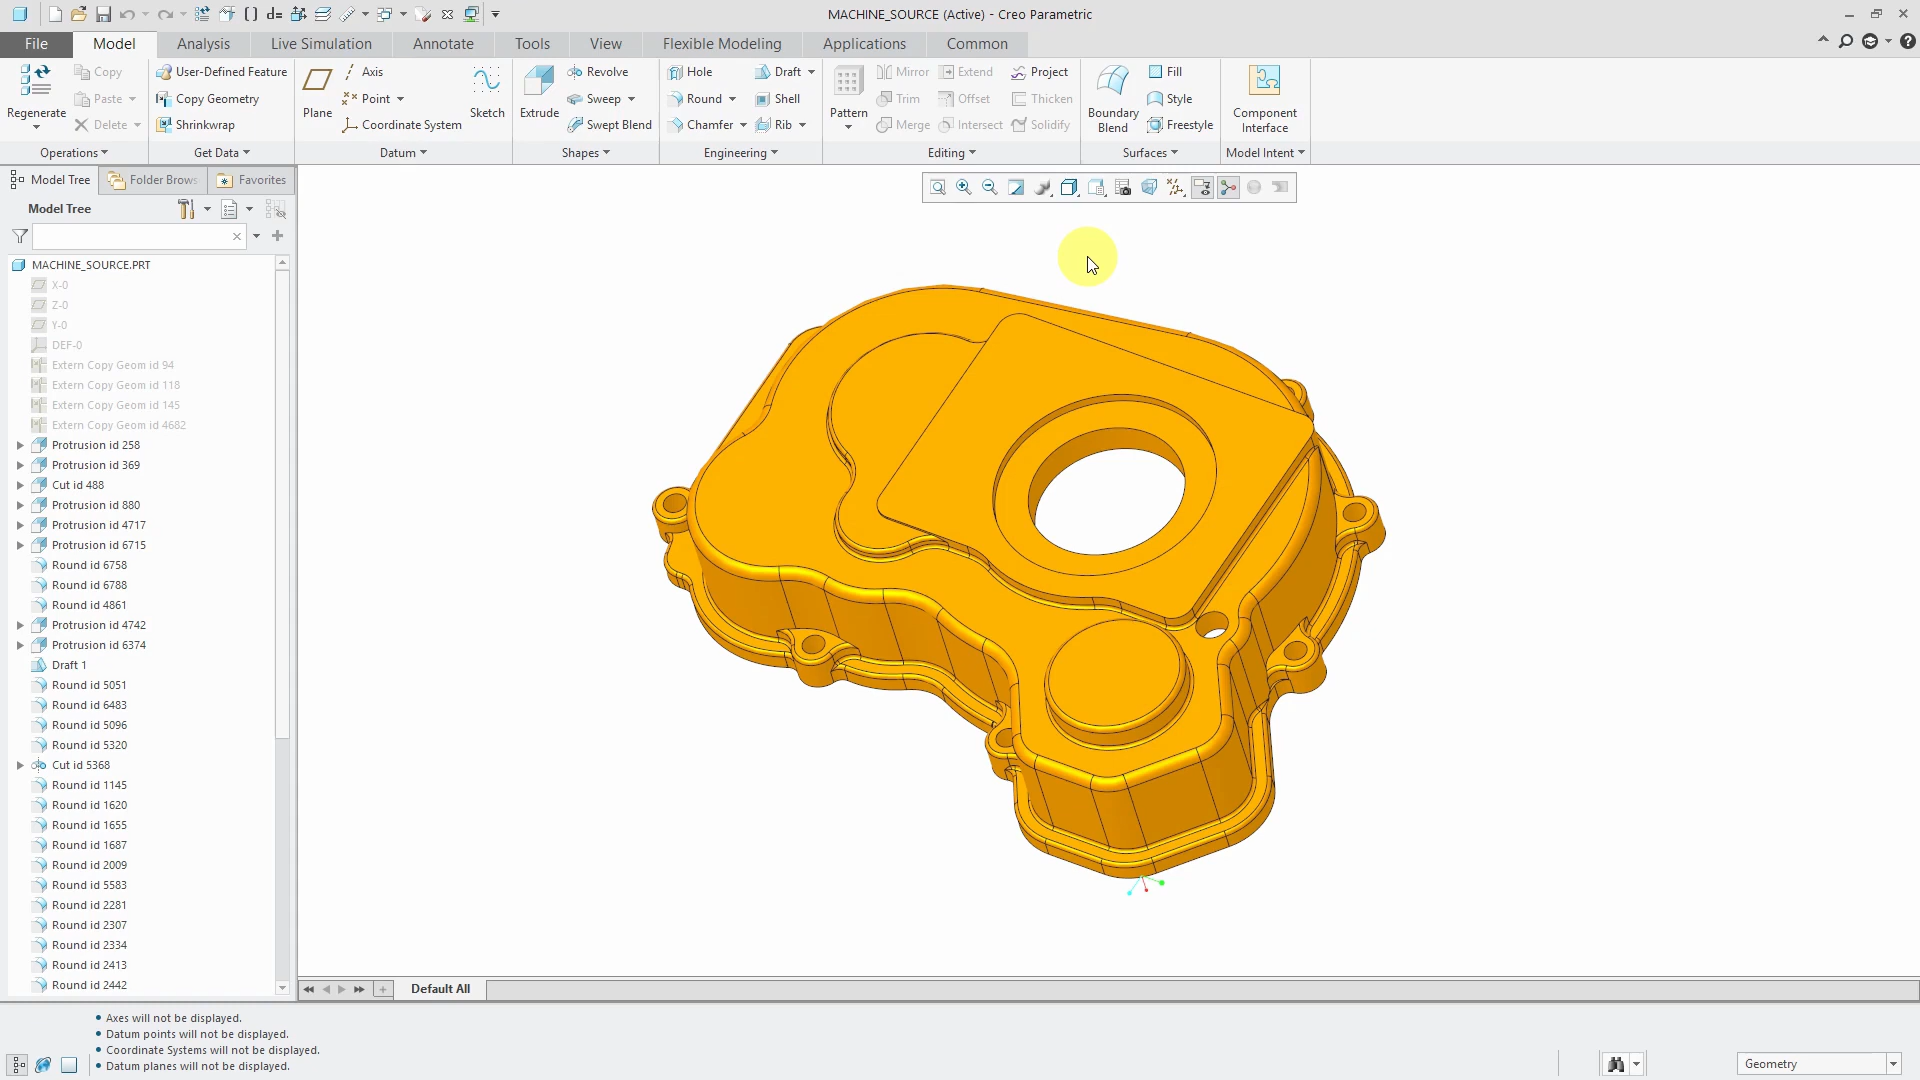 MACHINE_SOURCE (Active) - Creo Parametric
File Model Analysis Live Simulation Annotate Tools View Flexible Modeling Applications Common
Regenerate
Copy
Paste
Delete
Operations
User-Defined Feature
Copy Geometry
Shrinkwrap
Get Data
Plane
Axis
Point
Coordinate System
Sketch
Datum
Extrude
Revolve
Sweep
Swept Blend
Shapes
Hole
Round
Chamfer
Draft
Shell
Rib
Engineering
Pattern
Mirror
Trim
Merge
Extend
Offset
Intersect
Project
Thicken
Solidify
Editing
Boundary
Blend
Fill
Style
Freestyle
Surfaces
Component
Interface
Model Intent
Model Tree Folder Brows Favorites
Model Tree
MACHINE_SOURCE.PRT
X-0
Z-0
Y-0
DEF-0
Extern Copy Geom id 94
Extern Copy Geom id 118
Extern Copy Geom id 145
Extern Copy Geom id 4682
Protrusion id 258
Protrusion id 369
Cut id 488
Protrusion id 880
Protrusion id 4717
Protrusion id 6715
Round id 6758
Round id 6788
Round id 4861
Protrusion id 4742
Protrusion id 6374
Draft 1
Round id 5051
Round id 6483
Round id 5096
Round id 5320
Cut id 5368
Round id 1145
Round id 1620
Round id 1655
Round id 1687
Round id 2009
Round id 5583
Round id 2281
Round id 2307
Round id 2334
Round id 2413
Round id 2442
Default All
• Axes will not be displayed.
• Datum points will not be displayed.
• Coordinate Systems will not be displayed.
• Datum planes will not be displayed.
Geometry